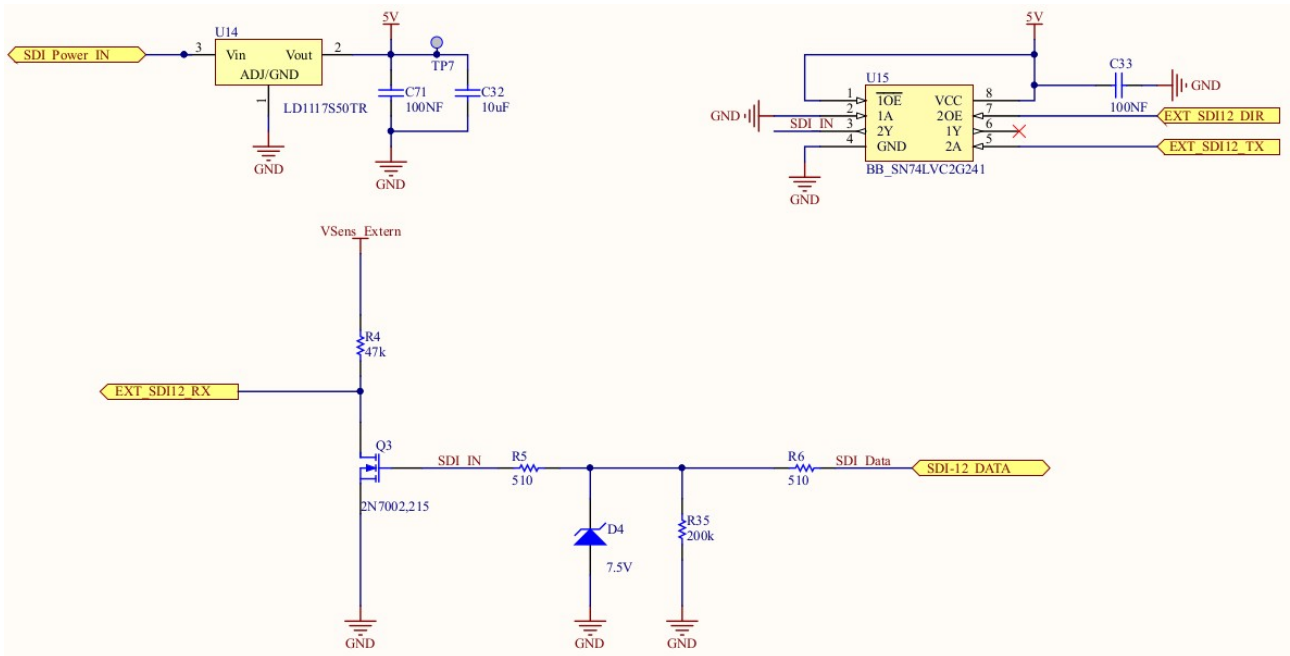 SDI_Power_IN
U14
3
Vin
Vout
2
ADJ/GND
1
LD1117S50TR
GND
5V
TP7
C71
100NF
C32
10uF
GND
5V
U15
C33
100NF
GND
1
1OE
VCC
8
GND
2
1A
2OE
7
EXT_SDI12_DIR
SDI_IN
3
2Y
1Y
6
4
GND
2A
5
EXT_SDI12_TX
BB_SN74LVC2G241
GND
VSens_Extern
R4
47k
EXT_SDI12_RX
Q3
2N7002,215
GND
SDI_IN
R5
510
D4
7.5V
GND
R35
200k
GND
R6
510
SDI_Data
SDI-12_DATA